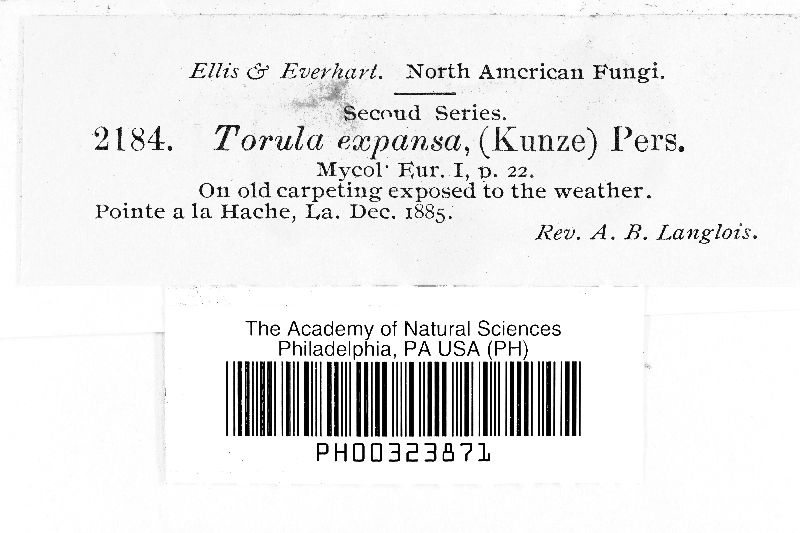 Ellis & Everhart. North American Fungi.
Second Series.
2184. Torula expansa, (Kunze) Pers.
Mycol· Eur. I, p. 22.
On old carpeting exposed to the weather.
Pointe a la Hache, La. Dec. 1885.
Rev. A. B. Langlois.
The Academy of Natural Sciences
Philadelphia, PA USA (PH)
PH00323871